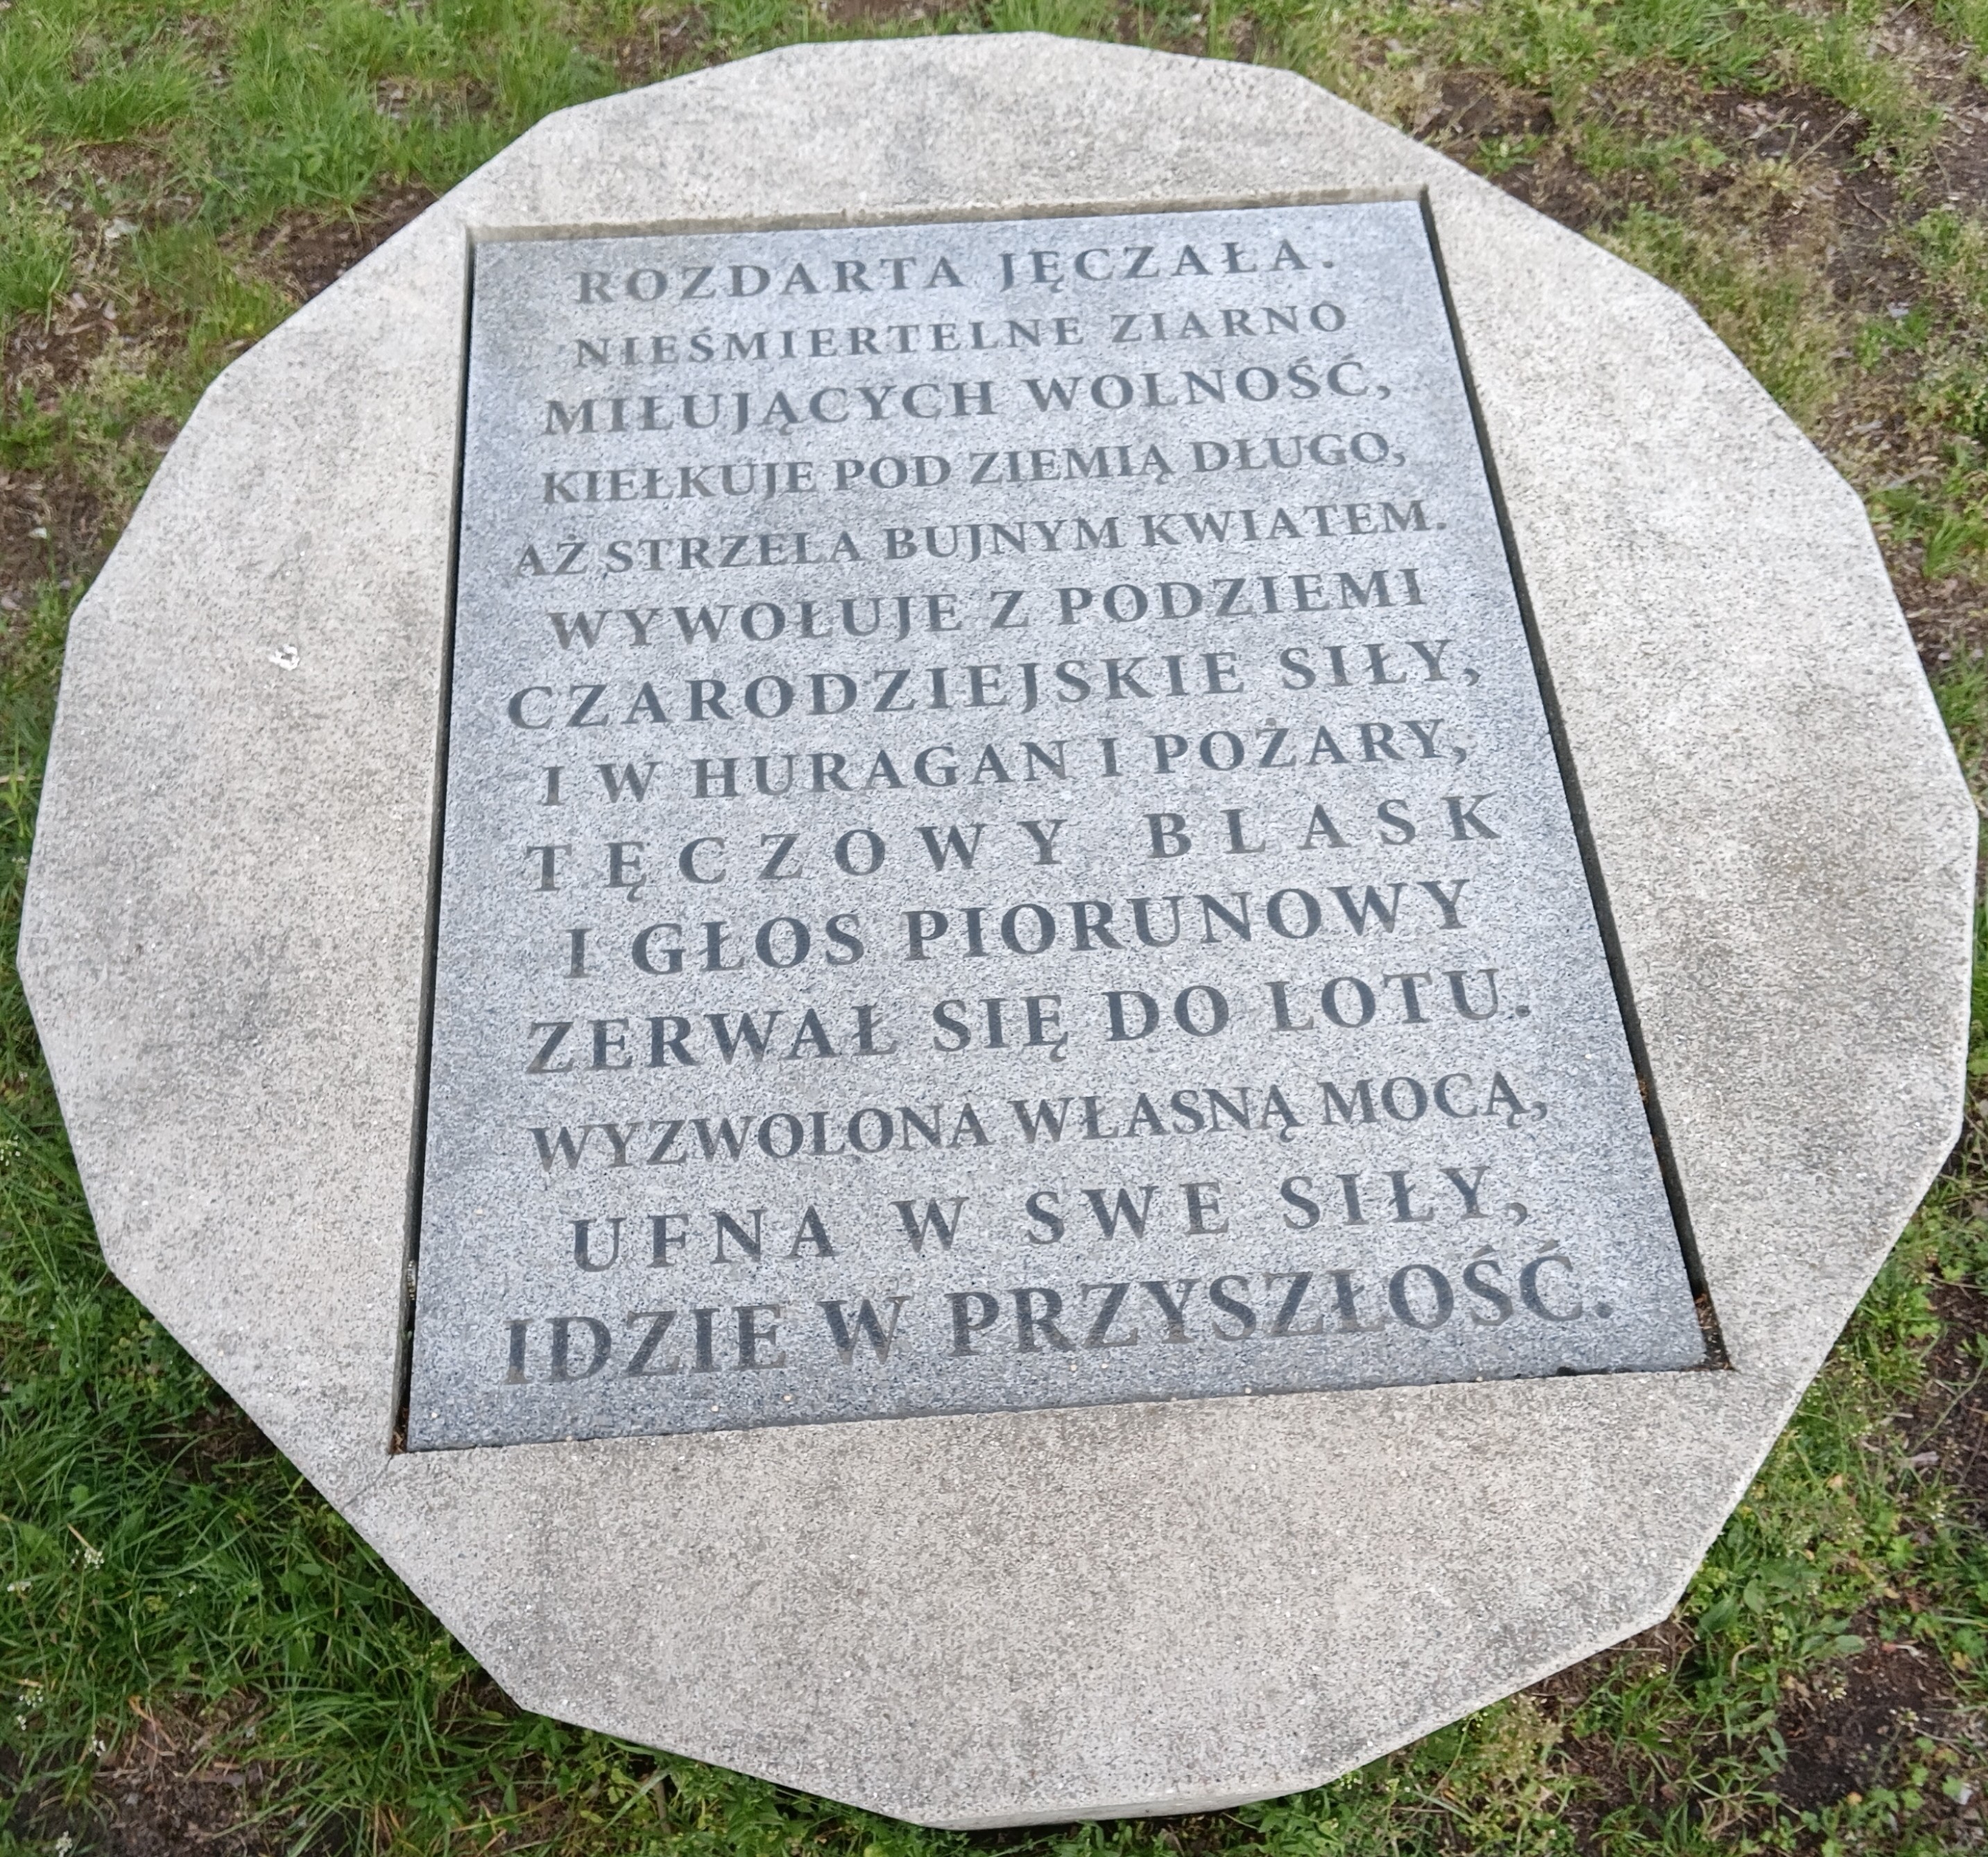 ROZDARTA JĘCZAŁA.
NIEŚMIERTELNE ZIARNO
MIŁUJĄCYCH WOLNOŚĆ,
KIEŁKUJE POD ZIEMIĄ DŁUGO,
AŻ STRZELA BUJNYM KWIATEM.
WYWOŁUJE Z PODZIEMI
CZARODZIEJSKIE SIŁY,
I W HURAGAN I POŻARY,
TĘCZOWY BLASK
I GŁOS PIORUNOWY
ZERWAŁ SIĘ DO LOTU.
WYZWOLONA WŁASNĄ MOCĄ,
UFNA W SWE SIŁY,
IDZIE W PRZYSZŁOŚĆ.